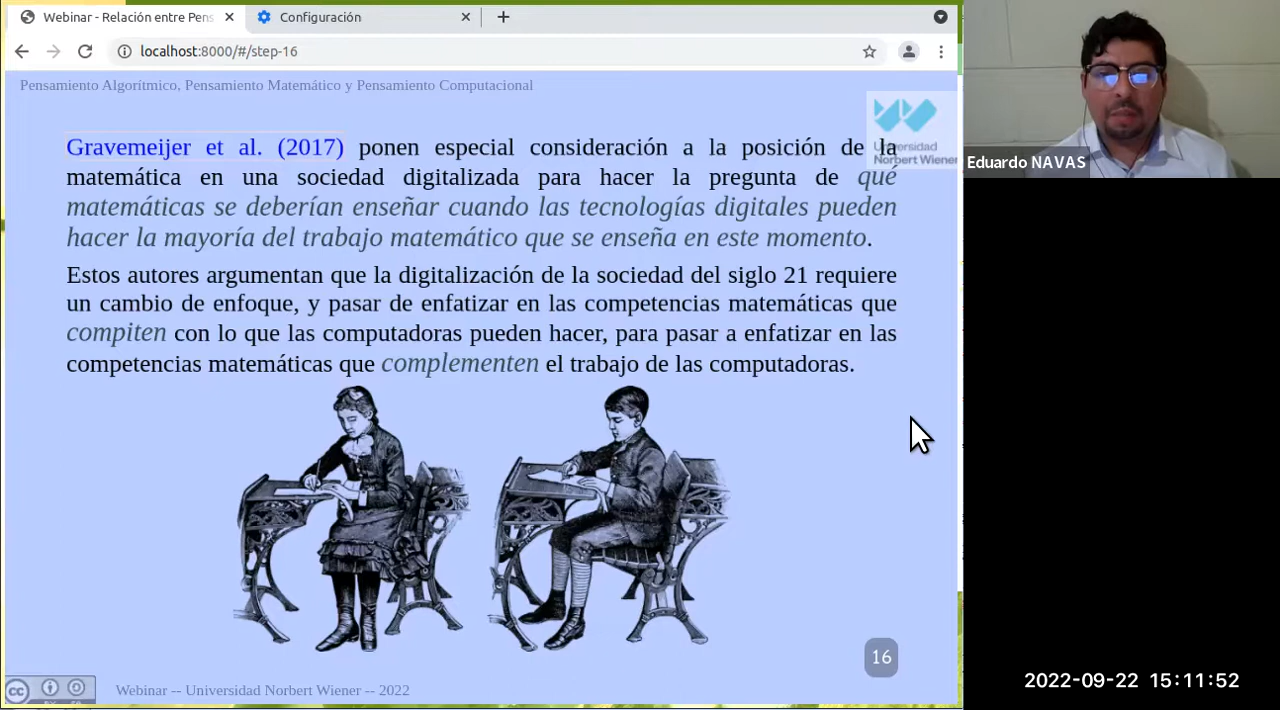 Webinar - Relación entre Pens
Configuración
localhost:8000/#/step-16
Pensamiento Algorítmico, Pensamiento Matemático y Pensamiento Computacional
Gravemeijer et al. (2017) ponen especial consideración a la posición de la
matemática en una sociedad digitalizada para hacer la pregunta de qué
matemáticas se deberían enseñar cuando las tecnologías digitales pueden
hacer la mayoría del trabajo matemático que se enseña en este momento.
Estos autores argumentan que la digitalización de la sociedad del siglo 21 requiere
un cambio de enfoque, y pasar de enfatizar en las competencias matemáticas que
compiten con lo que las computadoras pueden hacer, para pasar a enfatizar en las
competencias matemáticas que complementen el trabajo de las computadoras.
Universidad
Norbert Wiener
16
cc
Webinar -- Universidad Norbert Wiener -- 2022
Eduardo NAVAS
2022-09-22 15:11:52